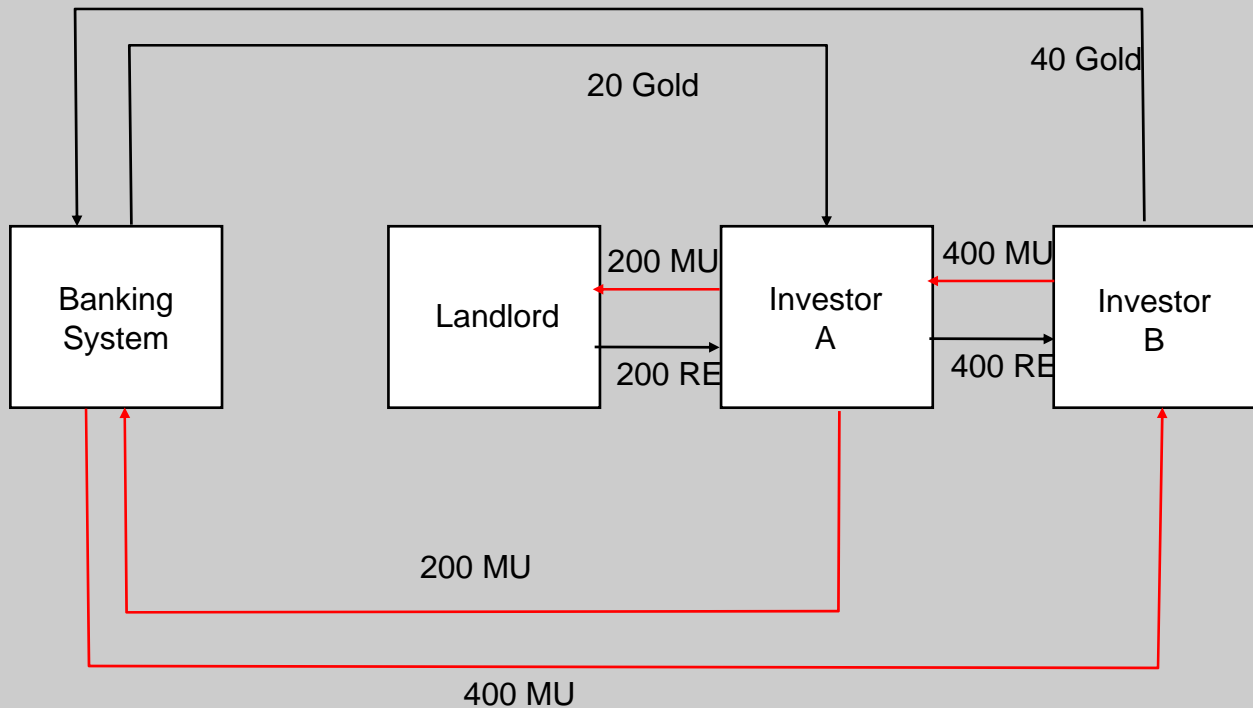 40 Gold
20 Gold
Banking
System
Landlord
200 MU
200 RE
Investor
A
400 MU
400 RE
Investor
B
200 MU
400 MU